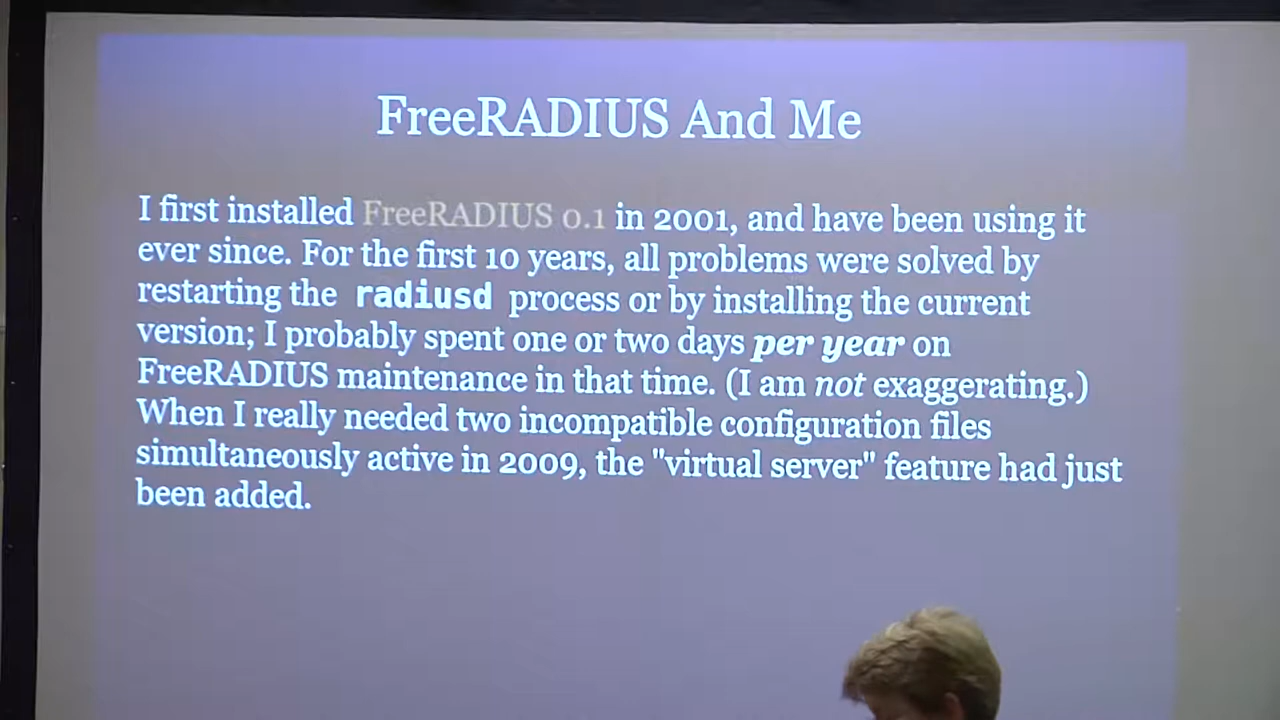 FreeRADIUS And Me
I first installed FreeRADIUS 0.1 in 2001, and have been using it
ever since. For the first 10 years, all problems were solved by
restarting the radiusd process or by installing the current
version; I probably spent one or two days per year on
FreeRADIUS maintenance in that time. (I am not exaggerating.)
When I really needed two incompatible configuration files
simultaneously active in 2009, the "virtual server" feature had just
been added.